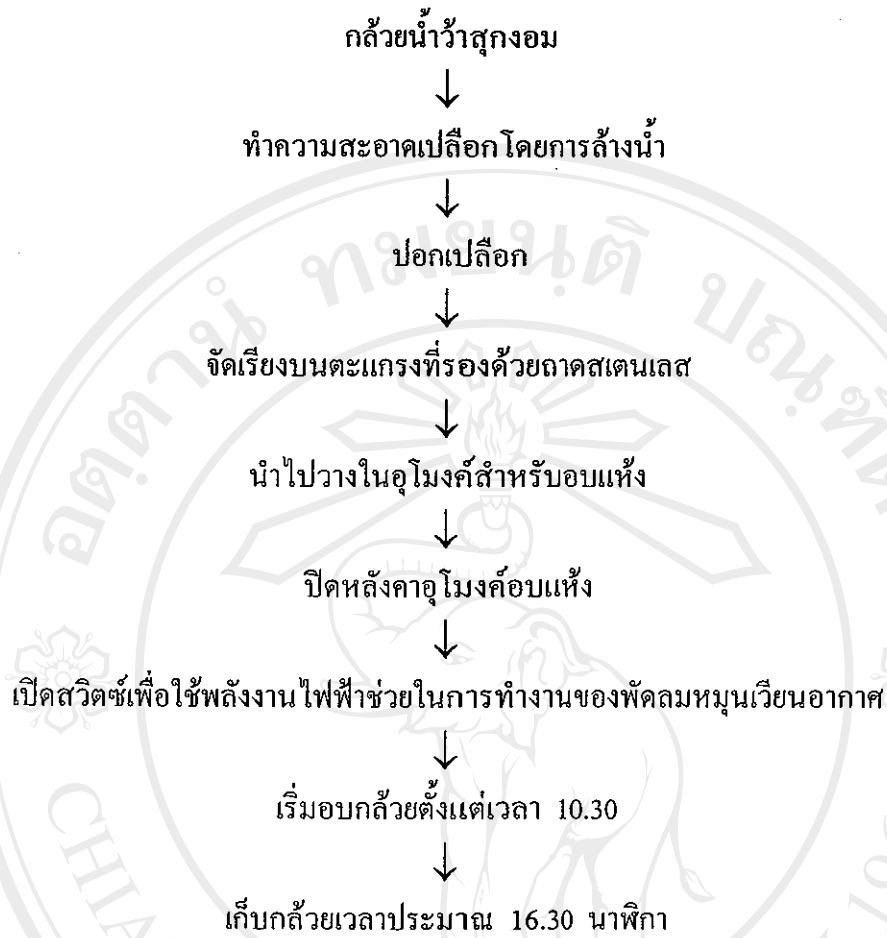 กล้วยน้ำว้าสุกงอม
↓
ทำความสะอาดเปลือกโดยการล้างน้ำ
↓
ปอกเปลือก
↓
จัดเรียงบนตะแกรงที่รองด้วยถาดสเตนเลส
↓
นำไปวางในอุโมงค์สำหรับอบแห้ง
↓
ปิดหลังคาอุโมงค์อบแห้ง
↓
เปิดสวิตซ์เพื่อใช้พลังงานไฟฟ้าช่วยในการทำงานของพัดลมหมุนเวียนอากาศ
↓
เริ่มอบกล้วยตั้งแต่เวลา 10.30
↓
เก็บกล้วยเวลาประมาณ 16.30 นาฬิกา